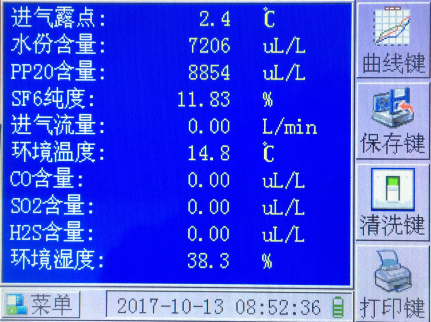 进气露点: 2.4 ℃
水份含量: 7206 uL/L
PP20含量: 8854 uL/L
SF6纯度: 11.83 %
进气流量: 0.00 L/min
环境温度: 14.8 ℃
CO含量: 0.00 uL/L
SO2含量: 0.00 uL/L
H2S含量: 0.00 uL/L
环境湿度: 38.3 %
曲线键
保存键
清洗键
打印键
菜单 2017-10-13 08:52:36